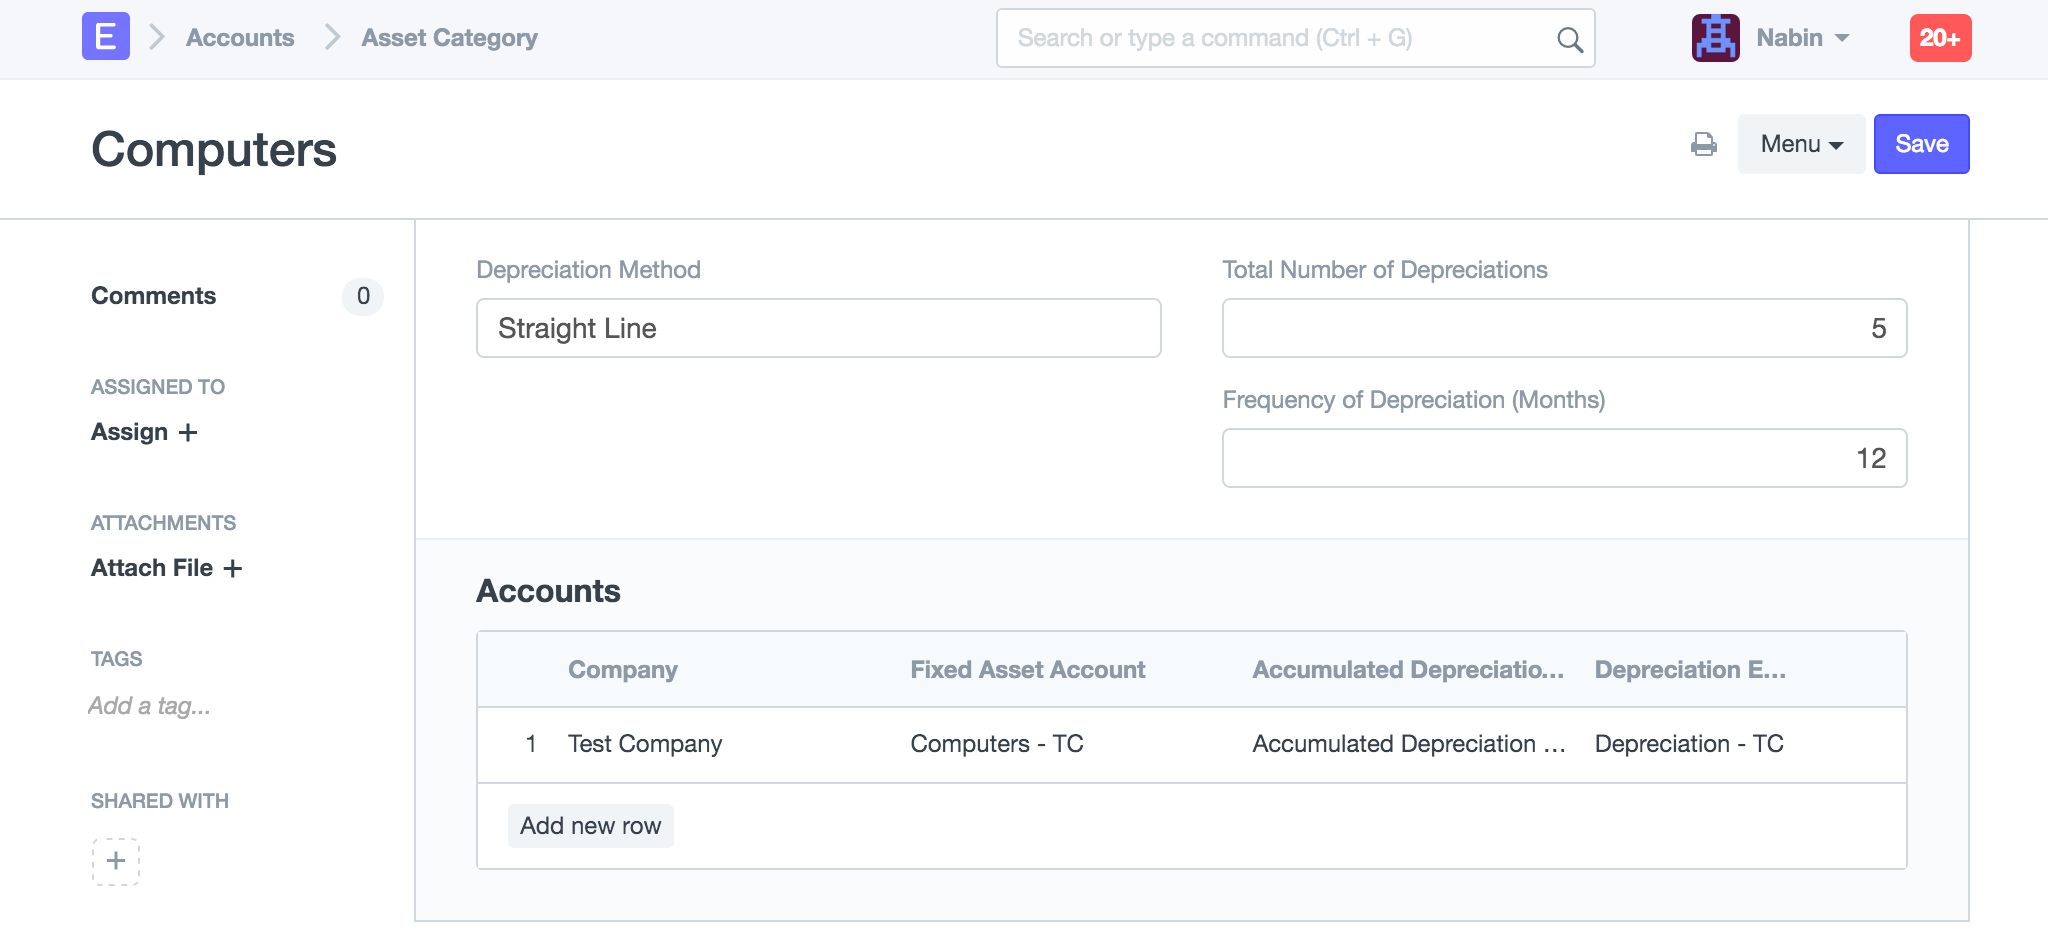 E Accounts Asset Category Search or type a command (Ctrl + G) Nabin 20+
Computers Menu Save
Comments 0
ASSIGNED TO
Assign +
ATTACHMENTS
Attach File +
TAGS
Add a tag...
SHARED WITH
+
Depreciation Method
Straight Line
Total Number of Depreciations
5
Frequency of Depreciation (Months)
12
Accounts
Company Fixed Asset Account Accumulated Depreciatio... Depreciation E...
1 Test Company Computers - TC Accumulated Depreciation ... Depreciation - TC
Add new row